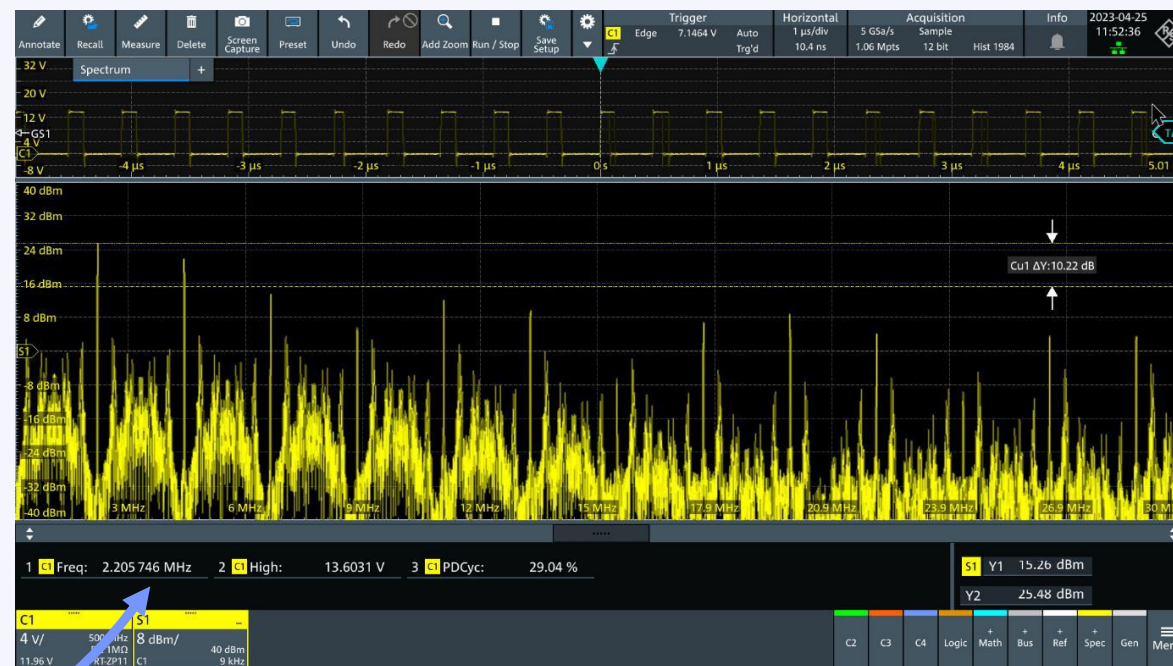 Annotate Recall Measure Delete Screen Capture Preset Undo Redo Add Zoom Run / Stop Save Setup
Trigger Horizontal Acquisition Info 2023-04-25
C1 Edge 7.1464 V Auto 1 µs/div 5 GSa/s Sample 11:52:36
Trig'd 10.4 ns 1.06 Mpts 12 bit Hist 1984
32 V
Spectrum +
20 V
12 V
GS1
4 V
C1
-8 V
-4 µs -3 µs -2 µs -1 µs 0 s 1 µs 2 µs 3 µs 4 µs 5.01
40 dBm
32 dBm
24 dBm
Cu1 ΔY:10.22 dB
16 dBm
8 dBm
S1
-8 dBm
-16 dBm
-24 dBm
-32 dBm
-40 dBm
3 MHz 6 MHz 9 MHz 12 MHz 15 MHz 17.9 MHz 20.9 MHz 23.9 MHz 26.9 MHz 30 M
1 C1 Freq: 2.205 746 MHz 2 C1 High: 13.6031 V 3 C1 PDCyc: 29.04 %
S1 Y1 15.26 dBm
Y2 25.48 dBm
C1 S1
4 V/ 8 dBm/
1MΩ 40 dBm
11.96 V RT-ZP11 C1 9 kHz
C2 C3 C4 Logic + Math + Bus + Ref + Spec Gen Men